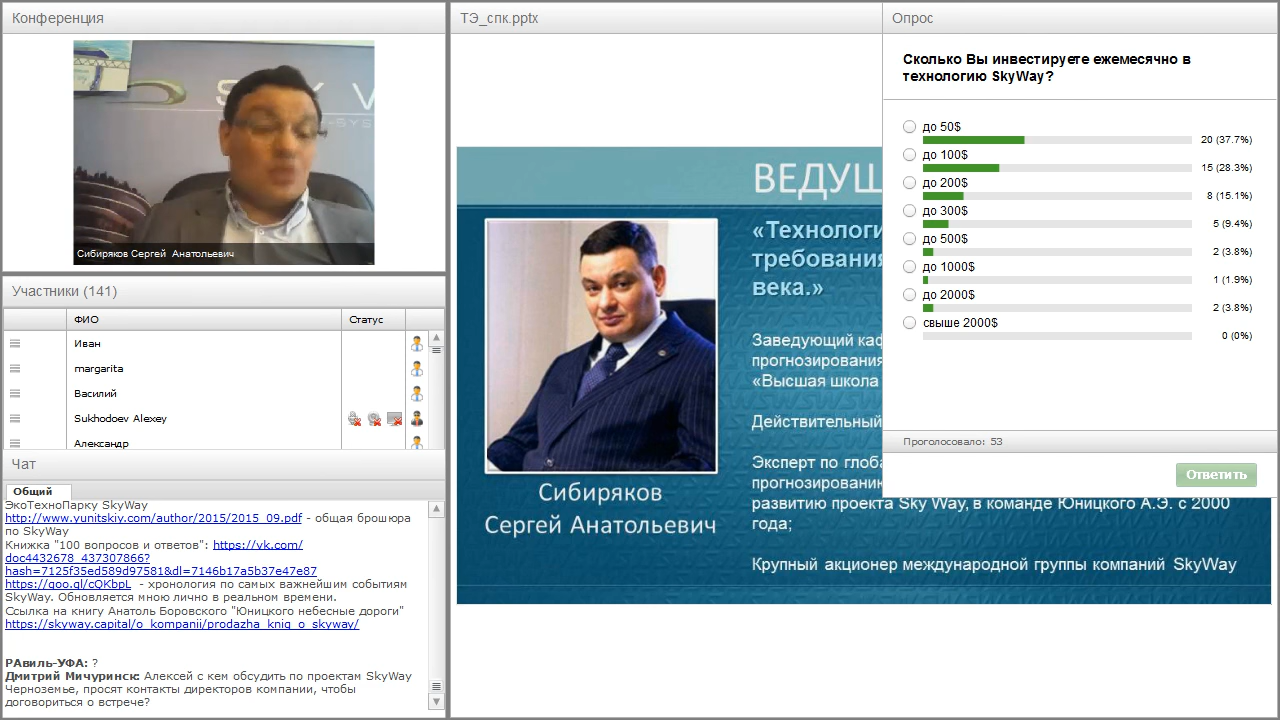 Конференция
SKY W
Сибиряков Сергей Анатольевич
Участники (141)
ФИО
Статус
Иван
margarita
Василий
Sukhodoev Alexey
Александр
Чат
Общий
ЭкоТехноПарку SkyWay
http://www.yunitskiy.com/author/2015/2015_09.pdf - общая брошюра
по SkyWay
Книжка "100 вопросов и ответов": https://vk.com/
doc4432678_437307866?
hash=7125f35ed589d97581&dl=7146b17a5b37e47e87
https://goo.gl/cQKbpL - хронология по самых важнейшим событиям
SkyWay. Обновляется мною лично в реальном времени.
Ссылка на книгу Анатоль Боровского "Юницкого небесные дороги"
https://skyway.capital/o_kompanii/prodazha_knig_o_skyway/
РАвиль-УФА: ?
Дмитрий Мичуринск: Алексей с кем обсудить по проектам SkyWay
Черноземье, просят контакты директоров компании, чтобы
договориться о встрече?
ТЭ_спк.pptx
ВЕДУЩ
«Технологи
требования
века.»
Заведующий каф
прогнозирования
«Высшая школа
Действительный
Эксперт по глоба
прогнозированию
развитию проекта Sky Way, в команде Юницкого А.Э. с 2000
года;
Крупный акционер международной группы компаний SkyWay
Сибиряков
Сергей Анатольевич
Опрос
Сколько Вы инвестируете ежемесячно в
технологию SkyWay?
до 50$
20 (37.7%)
до 100$
15 (28.3%)
до 200$
8 (15.1%)
до 300$
5 (9.4%)
до 500$
2 (3.8%)
до 1000$
1 (1.9%)
до 2000$
2 (3.8%)
свыше 2000$
0 (0%)
Проголосовало: 53
Ответить